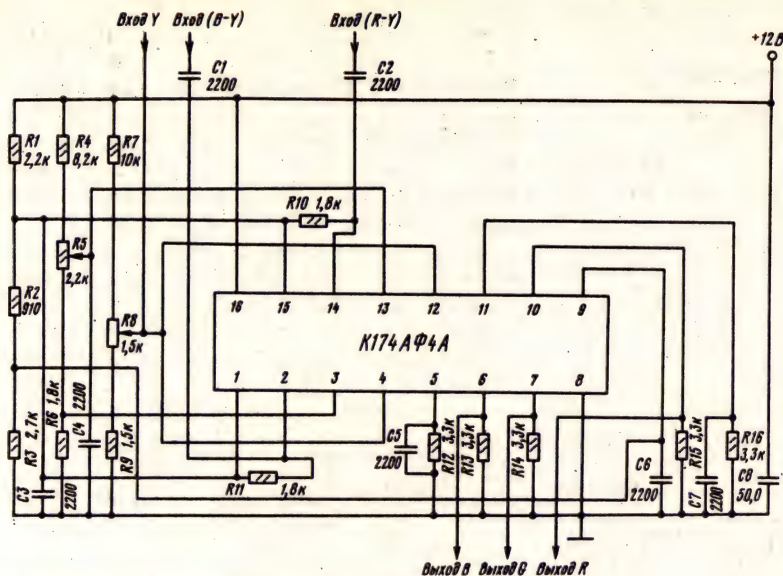 Вход Y Вход (B-Y) Вход (R-Y)
+12В
C1
2200
C2
2200
R1
2,2к
R4
8,2к
R7
10к
R10 1,8к
R5
2,2к
R2
910
R8
1,5к
16 15 14 13 12 11 10 9
К174АФ4А
1 2 3 4 5 6 7 8
R3 2,7к
R6 1,8к
C4 2200
R9 1,5к
C3
2200
R11 1,8к
C5
2200
R12 3,3к
R13 3,3к
R14 3,3к
C6
2200
R15 3,3к
C7 2200
R16
3,3к
C8
50,0
Выход B Выход G Выход R